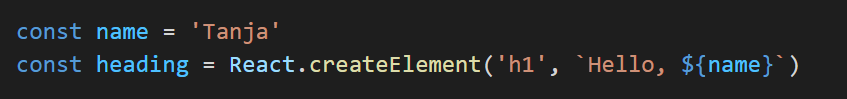 const name = 'Tanja'
const heading = React.createElement('h1', `Hello, ${name}`)